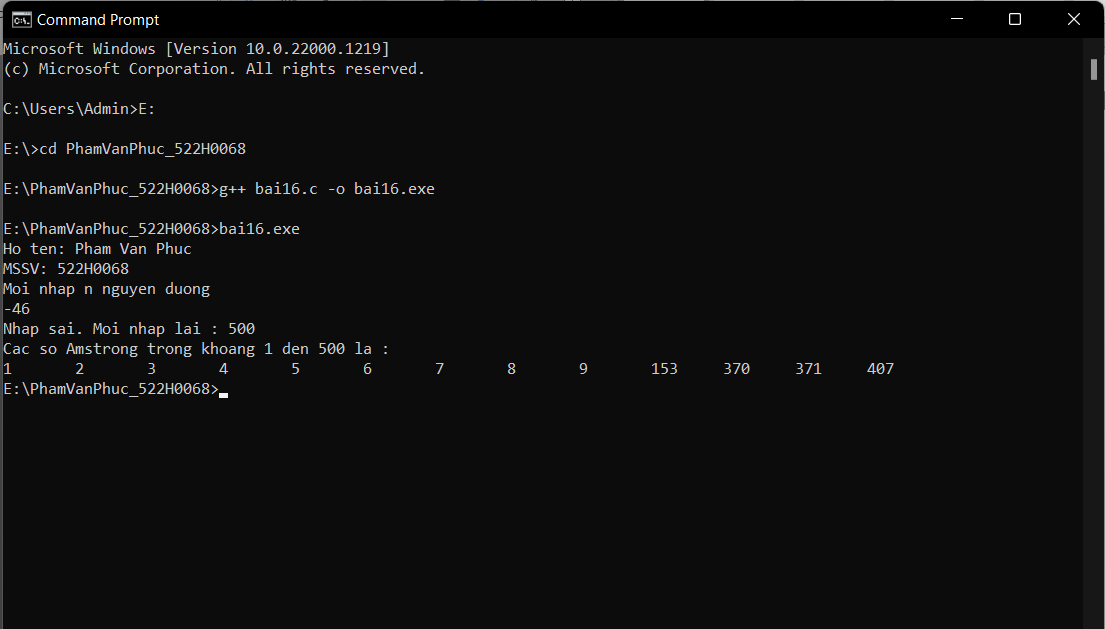 Command Prompt
Microsoft Windows [Version 10.0.22000.1219]
(c) Microsoft Corporation. All rights reserved.
C:\Users\Admin>E:
E:\>cd PhamVanPhuc_522H0068
E:\PhamVanPhuc_522H0068>g++ bai16.c -o bai16.exe
E:\PhamVanPhuc_522H0068>bai16.exe
Ho ten: Pham Van Phuc
MSSV: 522H0068
Moi nhap n nguyen duong
-46
Nhap sai. Moi nhap lai : 500
Cac so Amstrong trong khoang 1 den 500 la :
1 2 3 4 5 6 7 8 9 153 370 371 407
E:\PhamVanPhuc_522H0068>